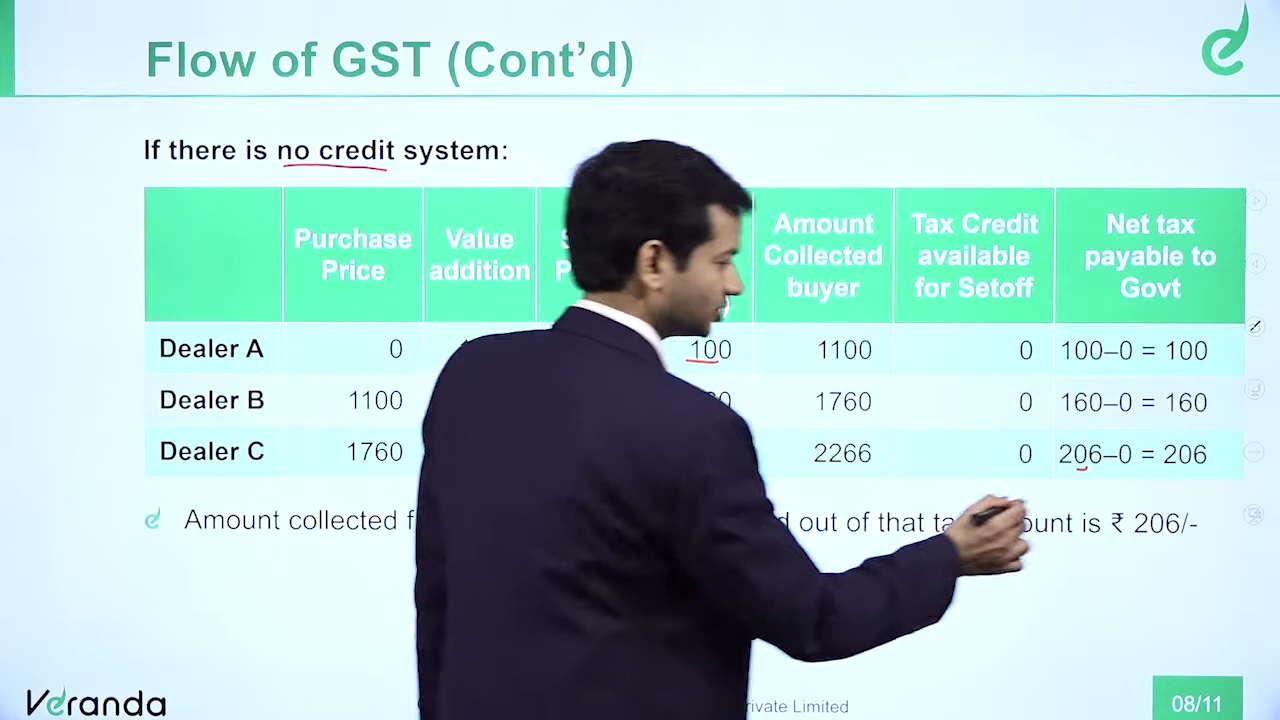 Flow of GST (Cont'd)
If there is no credit system:
Purchase Price
Value addition
Amount Collected buyer
Tax Credit available for Setoff
Net tax payable to Govt
Dealer A 0 100 1100 0 100–0 = 100
Dealer B 1100 1760 0 160–0 = 160
Dealer C 1760 2266 0 206–0 = 206
Amount collected out of that is ₹ 206/-
Veranda Limited 08/11